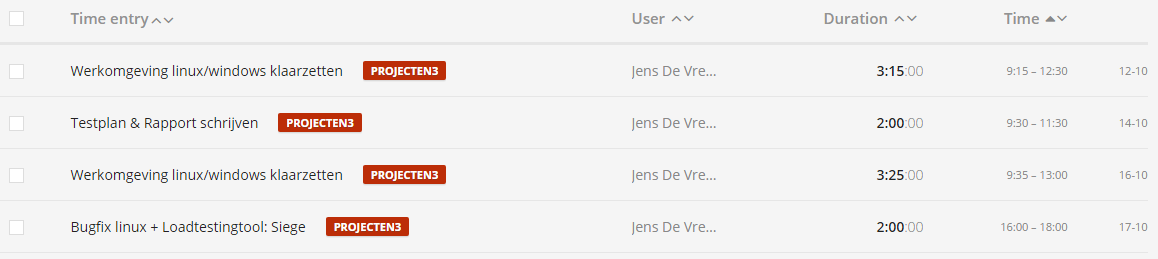 Time entry User Duration Time
Werkomgeving linux/windows klaarzetten PROJECTEN3 Jens De Vre... 3:15:00 9:15 – 12:30 12-10
Testplan & Rapport schrijven PROJECTEN3 Jens De Vre... 2:00:00 9:30 – 11:30 14-10
Werkomgeving linux/windows klaarzetten PROJECTEN3 Jens De Vre... 3:25:00 9:35 – 13:00 16-10
Bugfix linux + Loadtestingtool: Siege PROJECTEN3 Jens De Vre... 2:00:00 16:00 – 18:00 17-10